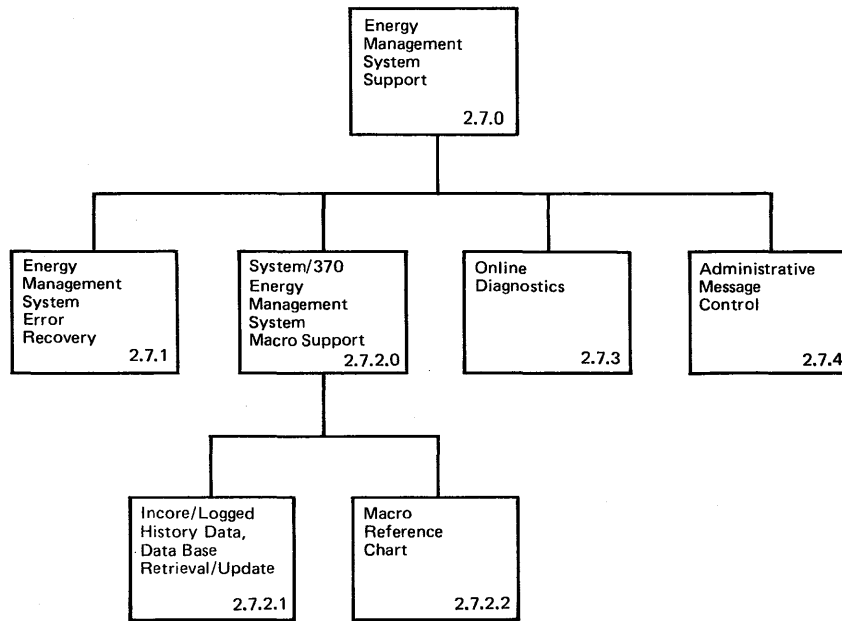 Energy
Management
System
Support
2.7.0
Energy
Management
System
Error
Recovery
2.7.1
System/370
Energy
Management
System
Macro Support
2.7.2.0
Online
Diagnostics
2.7.3
Administrative
Message
Control
2.7.4
Incore/Logged
History Data,
Data Base
Retrieval/Update
2.7.2.1
Macro
Reference
Chart
2.7.2.2